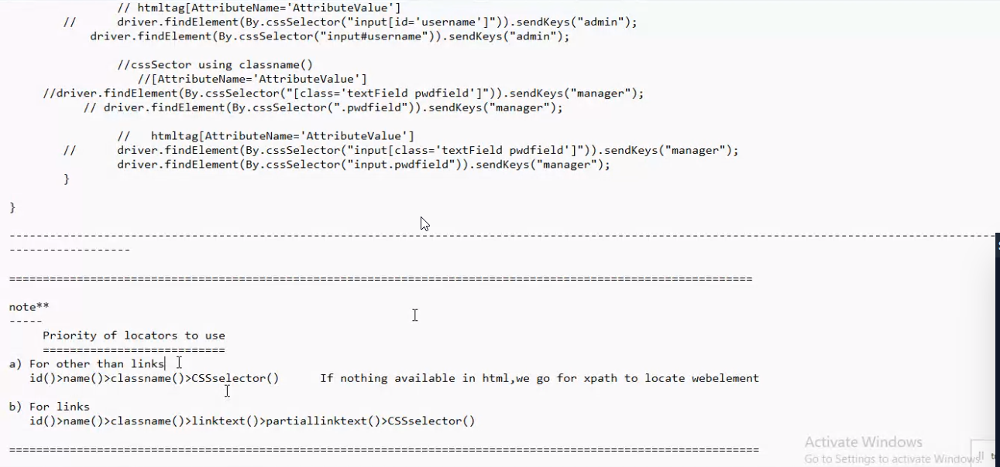 // htmltag[AttributeName='AttributeValue']
// driver.findElement(By.cssSelector("input[id='username']")).sendKeys("admin");
driver.findElement(By.cssSelector("input#username")).sendKeys("admin");
//cssSector using classname()
//[AttributeName='AttributeValue']
//driver.findElement(By.cssSelector("[class='textField pwdfield']")).sendKeys("manager");
// driver.findElement(By.cssSelector(".pwdfield")).sendKeys("manager");
// htmltag[AttributeName='AttributeValue']
// driver.findElement(By.cssSelector("input[class='textField pwdfield']")).sendKeys("manager");
driver.findElement(By.cssSelector("input.pwdfield")).sendKeys("manager");
}
}
------------------------------------------------------------------------------------------------------------------------------------------------------------------
------------------
==============================================================================================================
note**
-----
Priority of locators to use
===========================
a) For other than links
id()>name()>classname()>CSSselector() If nothing available in html,we go for xpath to locate webelement
b) For links
id()>name()>classname()>linktext()>partiallinktext()>CSSselector()
===============================================================================================================
Activate Windows
Go to Settings to activate Windows.